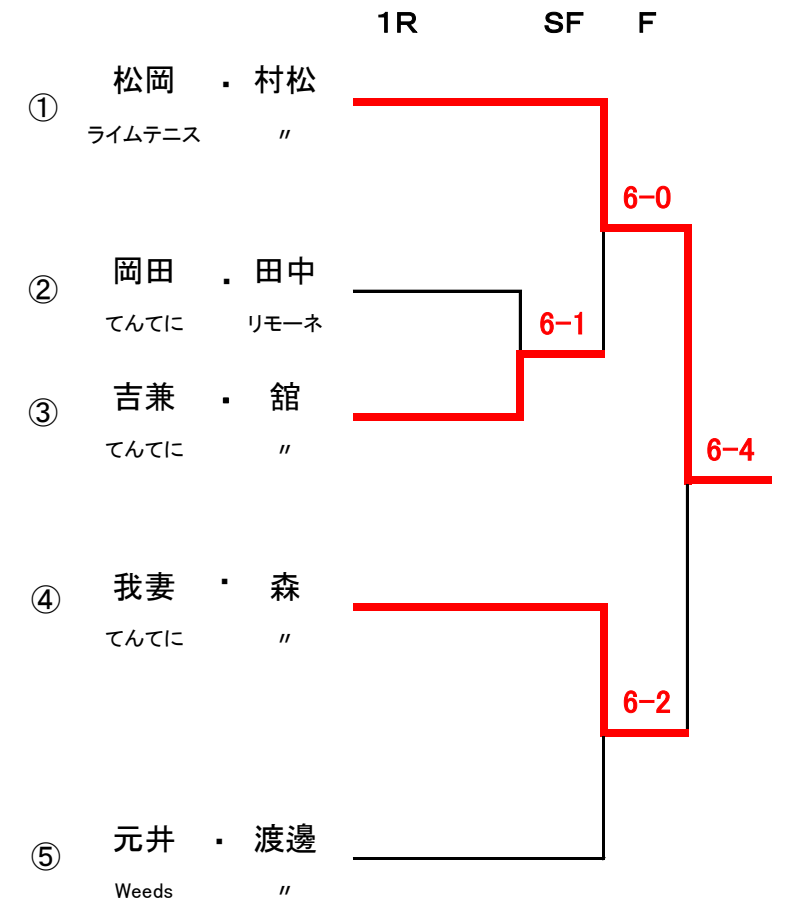 1R SF F
① 松岡 ・ 村松
ライムテニス 〃
6-0
② 岡田 ・ 田中
てんてに リモーネ
6-1
③ 吉兼 ・ 舘
てんてに 〃
6-4
④ 我妻 ・ 森
てんてに 〃
6-2
⑤ 元井 ・ 渡邊
Weeds 〃